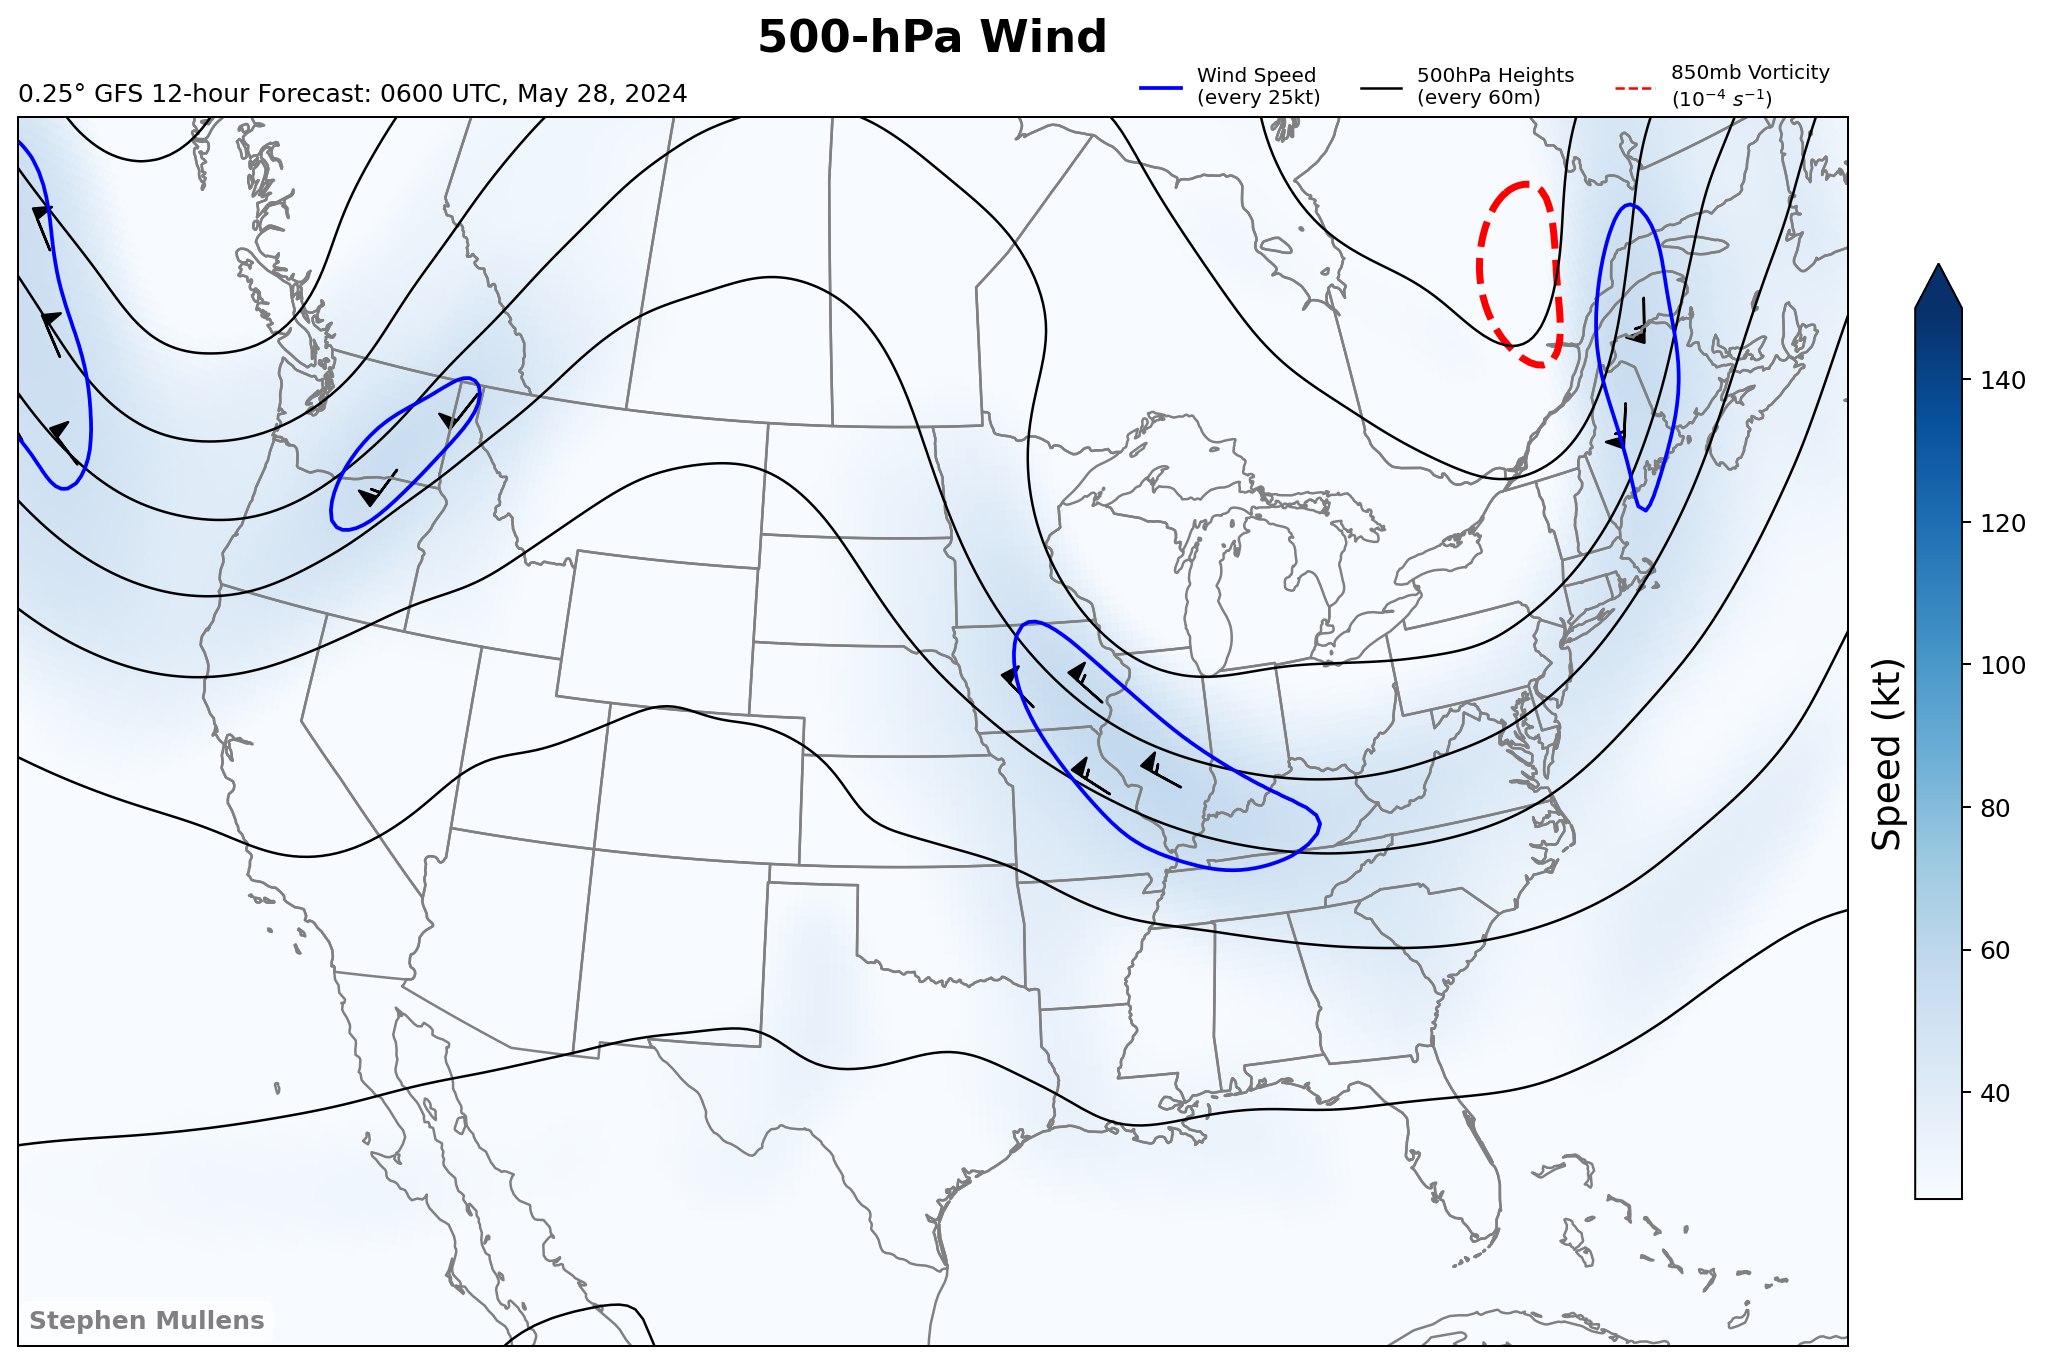 500-hPa Wind
0.25° GFS 12-hour Forecast: 0600 UTC, May 28, 2024
Wind Speed
(every 25kt)
500hPa Heights
(every 60m)
850mb Vorticity
(10⁻⁴ s⁻¹)
140
120
100
80
60
40
Speed (kt)
Stephen Mullens